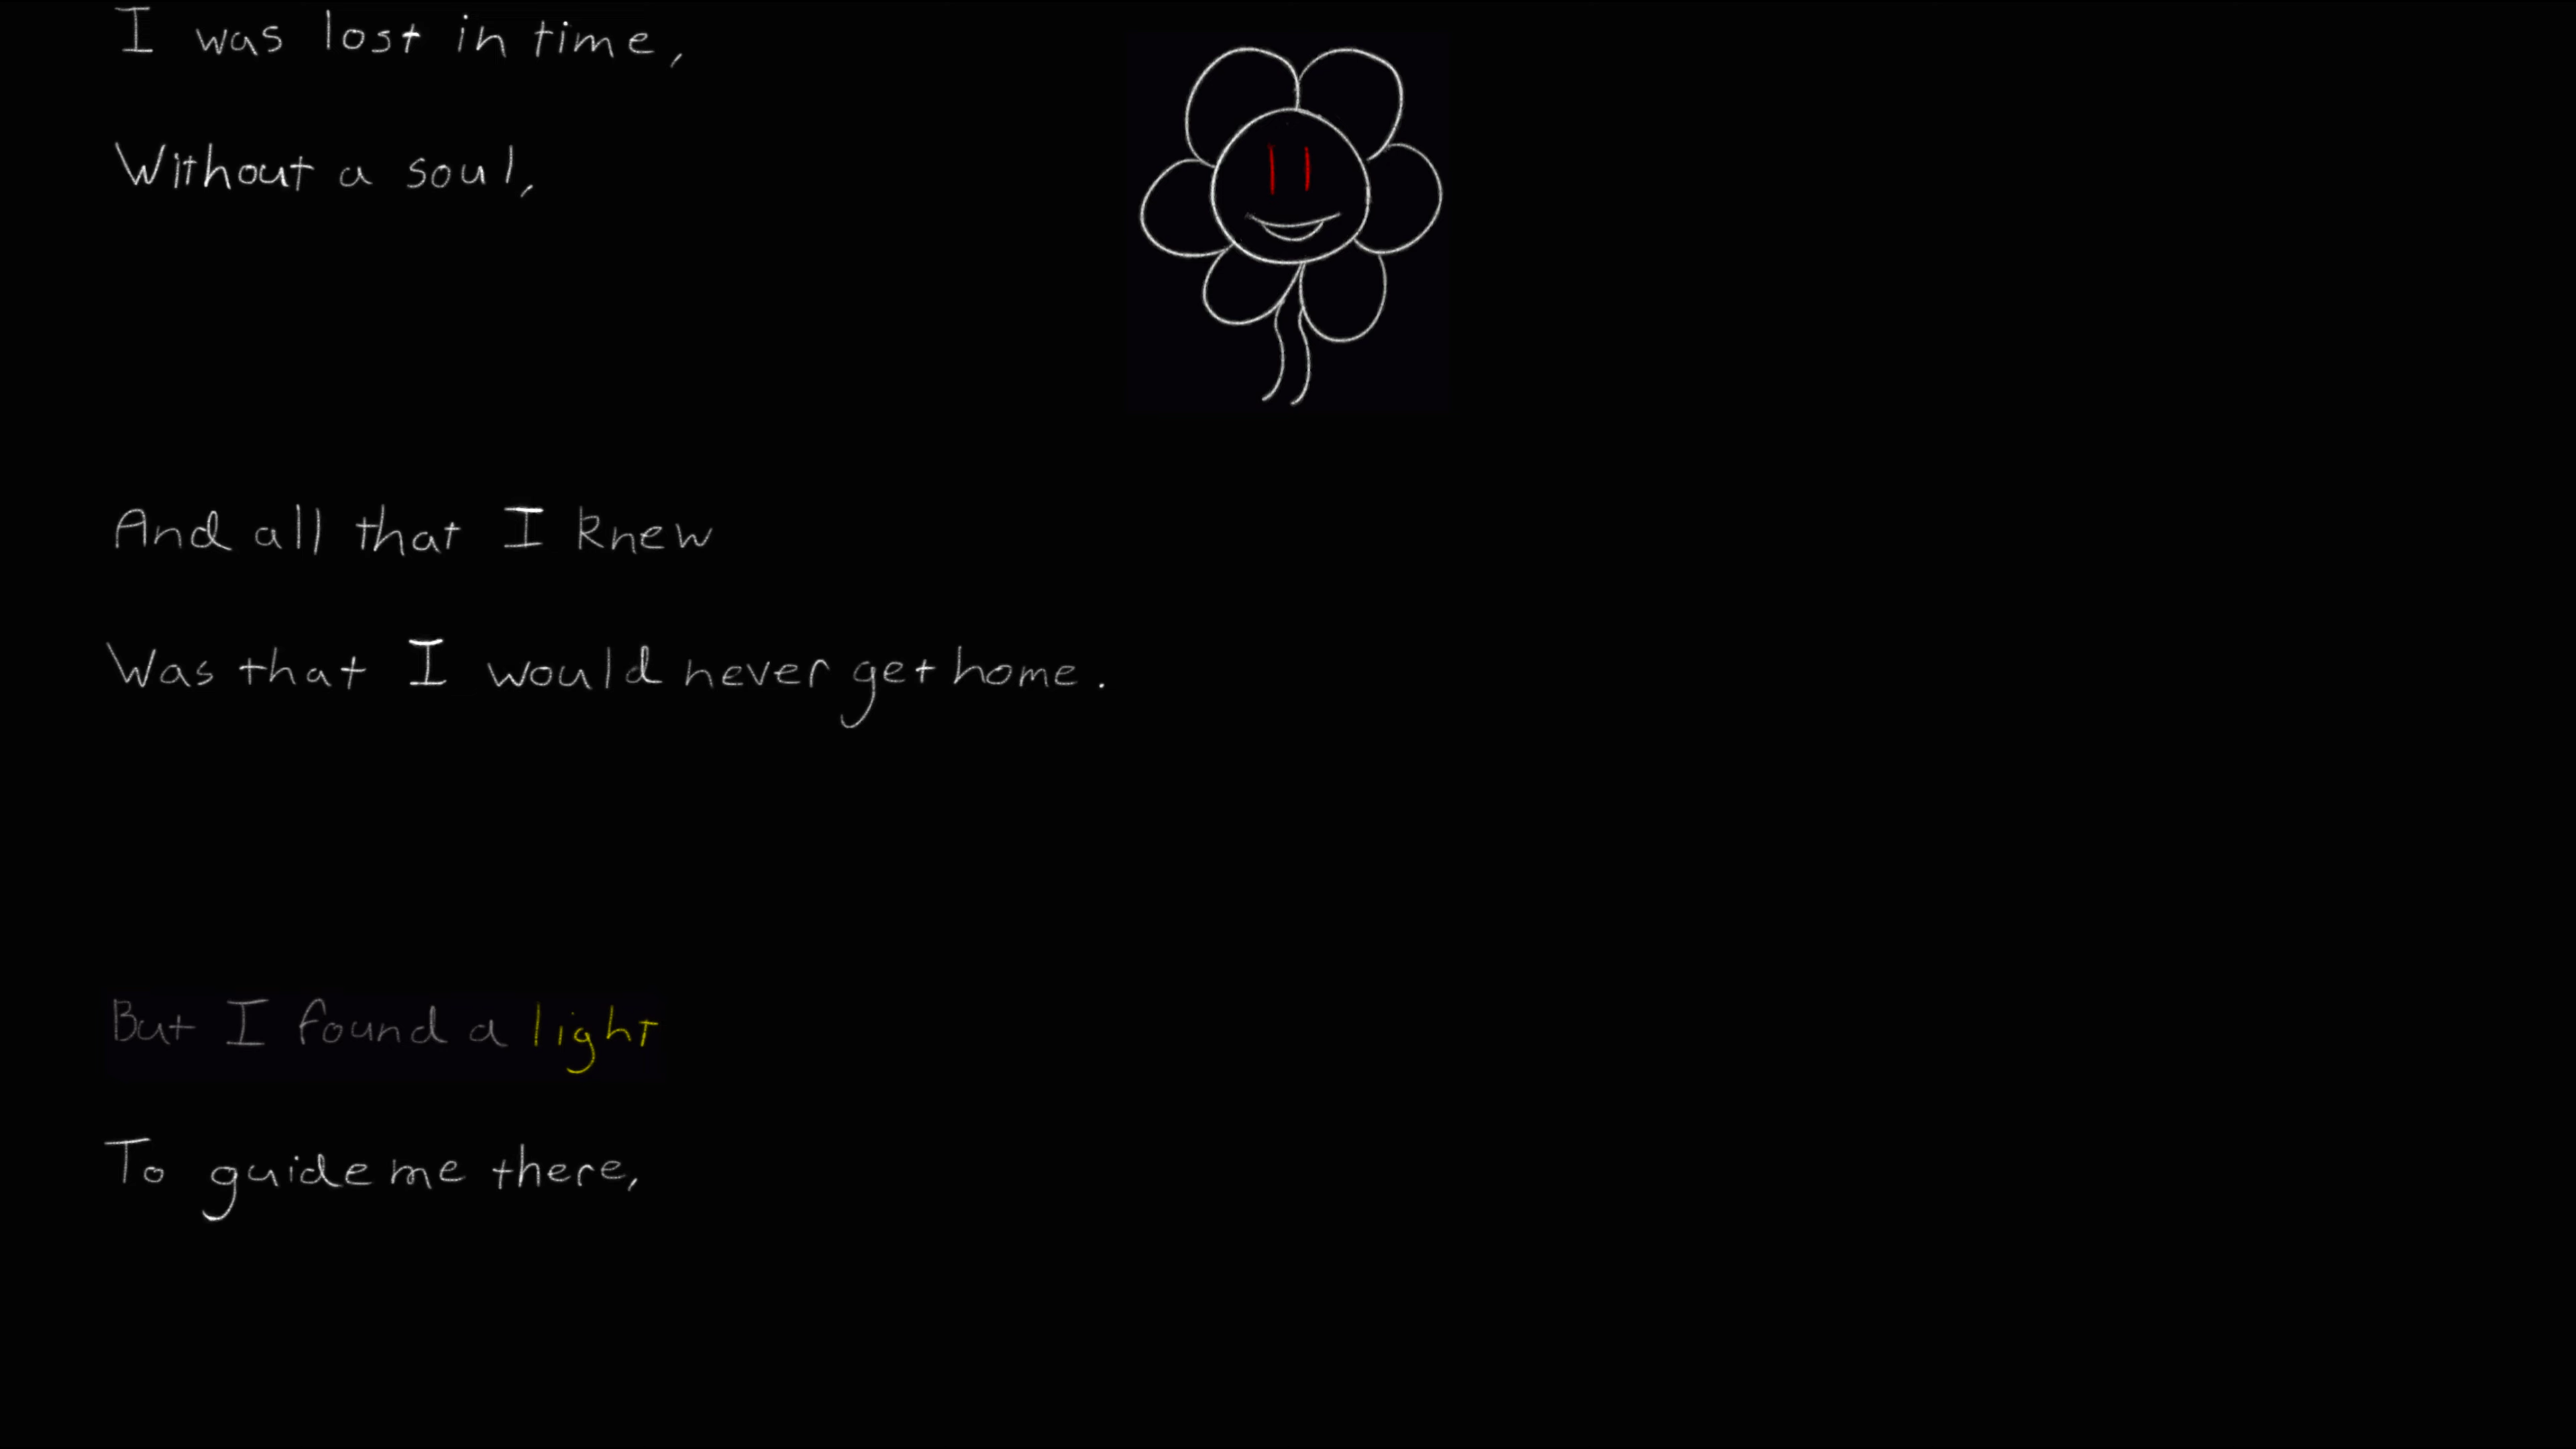 I was lost in time,
Without a soul,
And all that I knew
Was that I would never get home.
But I found a light
To guide me there,